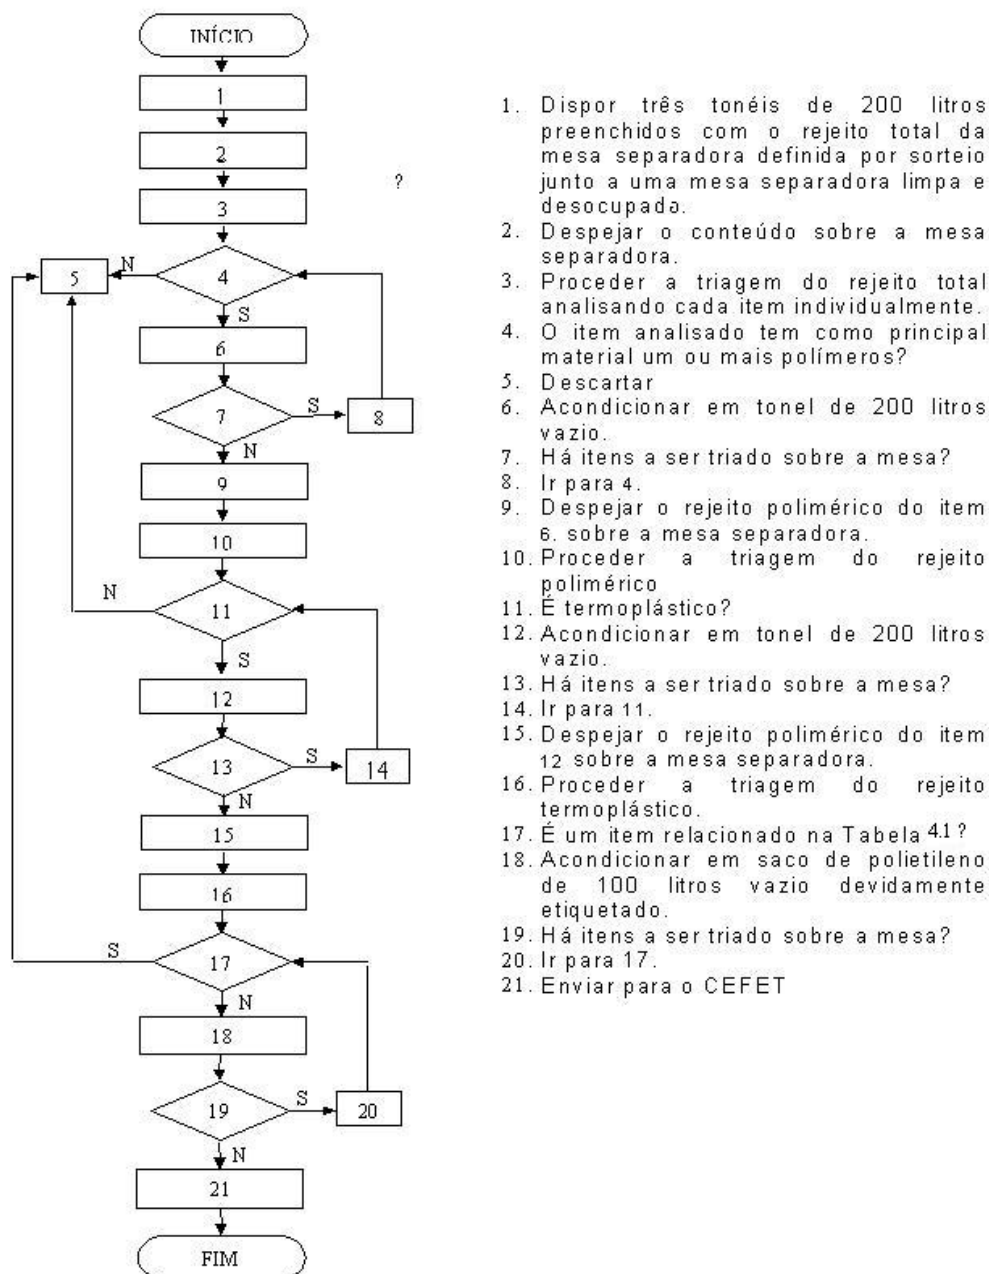 INÍCIO
1
2
3
?
4
N
5
S
6
7
S
8
N
9
10
N
11
S
12
13
S
14
N
15
16
S
17
N
18
19
S
20
N
21
FIM
1. Dispor três tonéis de 200 litros
preenchidos com o rejeito total da
mesa separadora definida por sorteio
junto a uma mesa separadora limpa e
desocupada.
2. Despejar o conteúdo sobre a mesa
separadora.
3. Proceder a triagem do rejeito total
analisando cada item individualmente.
4. O item analisado tem como principal
material um ou mais polímeros?
5. Descartar
6. Acondicionar em tonel de 200 litros
vazio.
7. Há itens a ser triado sobre a mesa?
8. Ir para 4.
9. Despejar o rejeito polimérico do item
6. sobre a mesa separadora.
10. Proceder a triagem do rejeito
polimérico
11. É termoplástico?
12. Acondicionar em tonel de 200 litros
vazio.
13. Há itens a ser triado sobre a mesa?
14. Ir para 11.
15. Despejar o rejeito polimérico do item
12 sobre a mesa separadora.
16. Proceder a triagem do rejeito
termoplástico.
17. É um item relacionado na Tabela 4.1 ?
18. Acondicionar em saco de polietileno
de 100 litros vazio devidamente
etiquetado.
19. Há itens a ser triado sobre a mesa?
20. Ir para 17.
21. Enviar para o CEFET